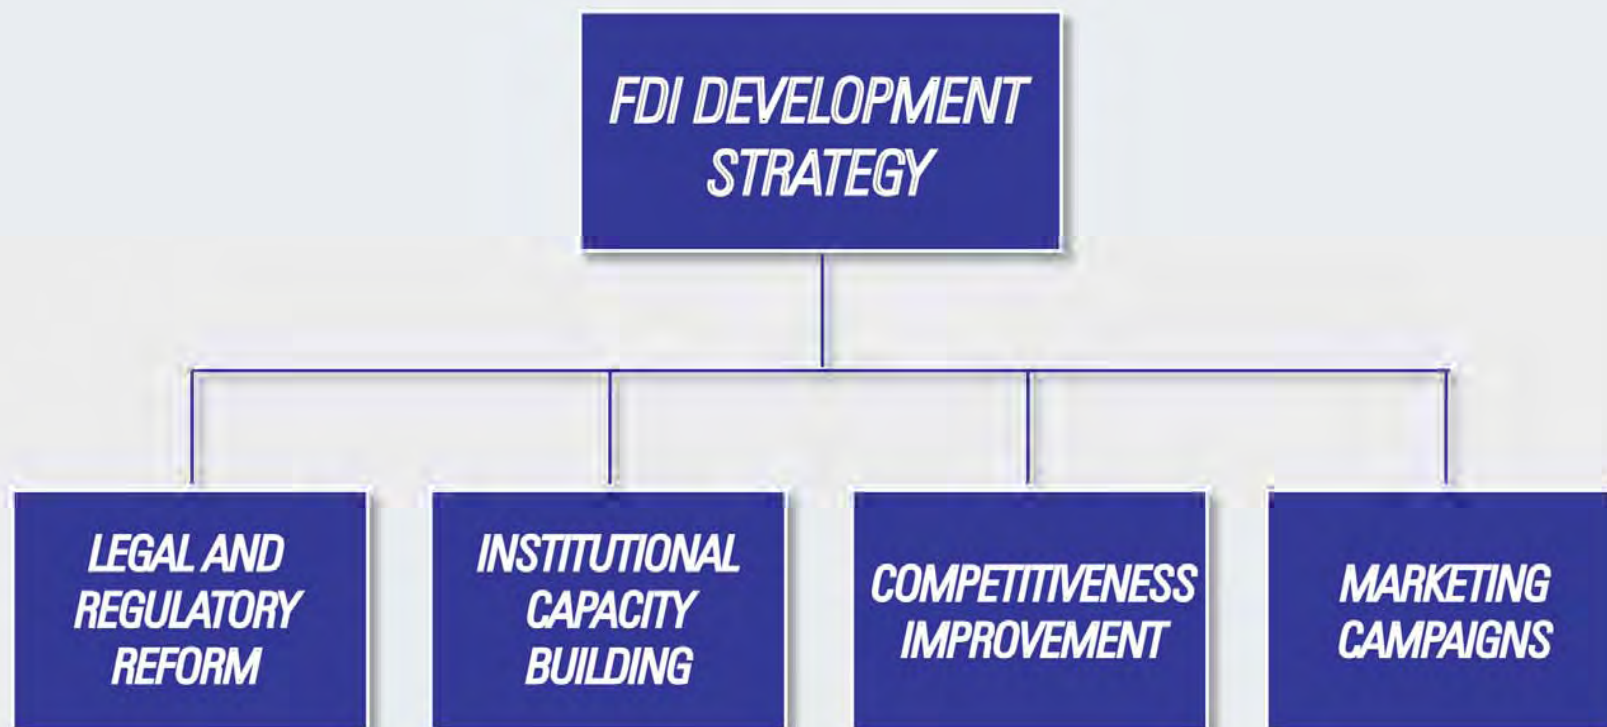 FDI DEVELOPMENT
STRATEGY
LEGAL AND
REGULATORY
REFORM
INSTITUTIONAL
CAPACITY
BUILDING
COMPETITIVENESS
IMPROVEMENT
MARKETING
CAMPAIGNS